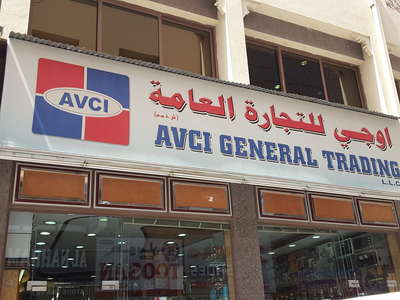 AVCI
اوجي للتجارة العامة
(ش.ذ.م.م)
AVCI GENERAL TRADING
L.L.C